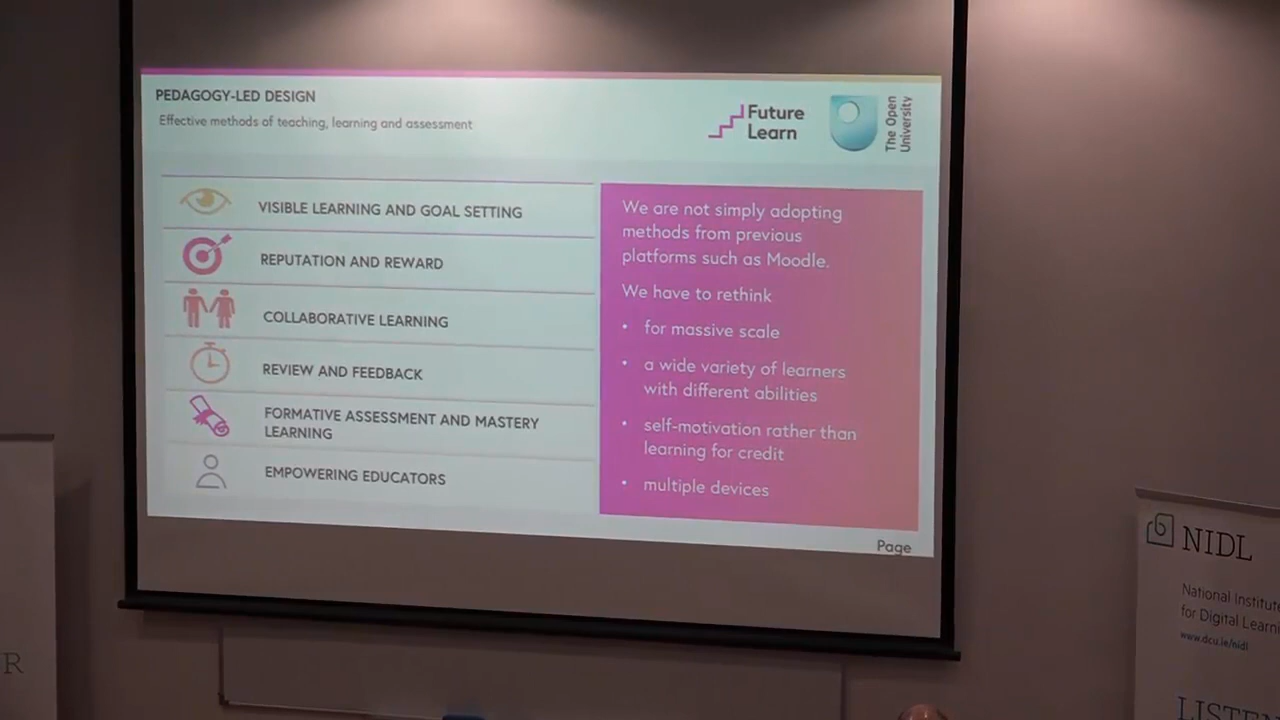 PEDAGOGY-LED DESIGN
Effective methods of teaching, learning and assessment
Future
Learn
The Open
University
VISIBLE LEARNING AND GOAL SETTING
REPUTATION AND REWARD
COLLABORATIVE LEARNING
REVIEW AND FEEDBACK
FORMATIVE ASSESSMENT AND MASTERY
LEARNING
EMPOWERING EDUCATORS
We are not simply adopting
methods from previous
platforms such as Moodle.
We have to rethink
• for massive scale
• a wide variety of learners
with different abilities
• self-motivation rather than
learning for credit
• multiple devices
Page
NIDL
National Institute
for Digital Learn
www.dcu.ie/nidl
LISTEN
R